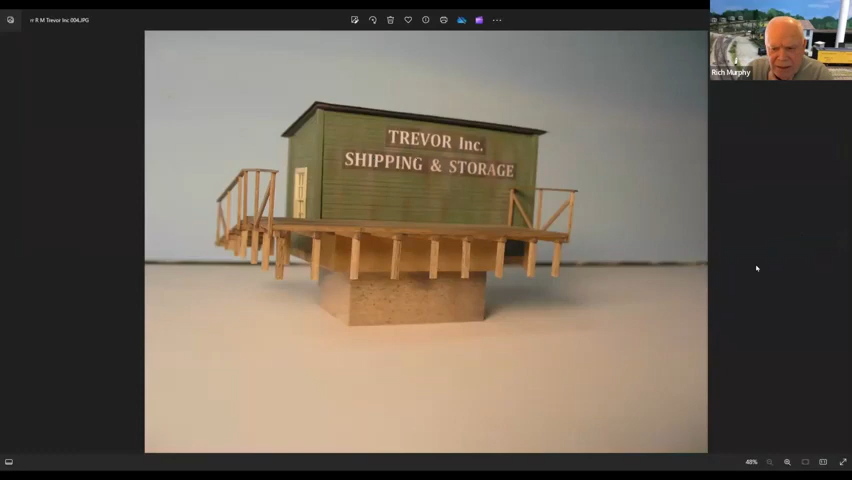 rr R M Trevor Inc 004.JPG
Rich Murphy
TREVOR Inc.
SHIPPING & STORAGE
48%